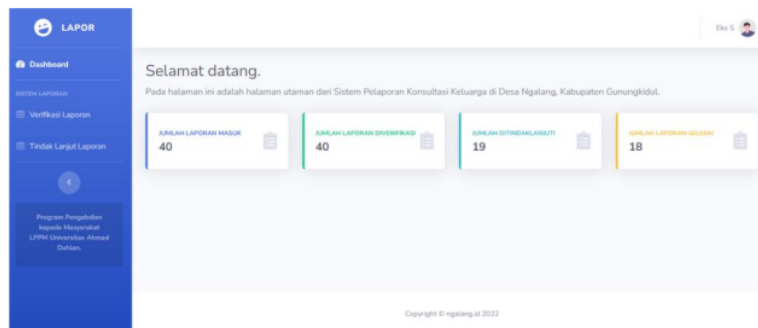 LAPOR
Eko S
Dashboard
SISTEM LAPORAN
Verifikasi Laporan
Tindak Lanjut Laporan
Program Pengabdian
kepada Masyarakat
LPPM Universitas Ahmad
Dahlan.
Selamat datang.
Pada halaman ini adalah halaman utaman dari Sistem Pelaporan Konsultasi Keluarga di Desa Ngalang, Kabupaten Gunungkidul.
JUMLAH LAPORAN MASUK
40
JUMLAH LAPORAN DIVERIFIKASI
40
JUMLAH DITINDAKLANJUTI
19
JUMLAH LAPORAN SELESAI
18
Copyright © ngalang.id 2022